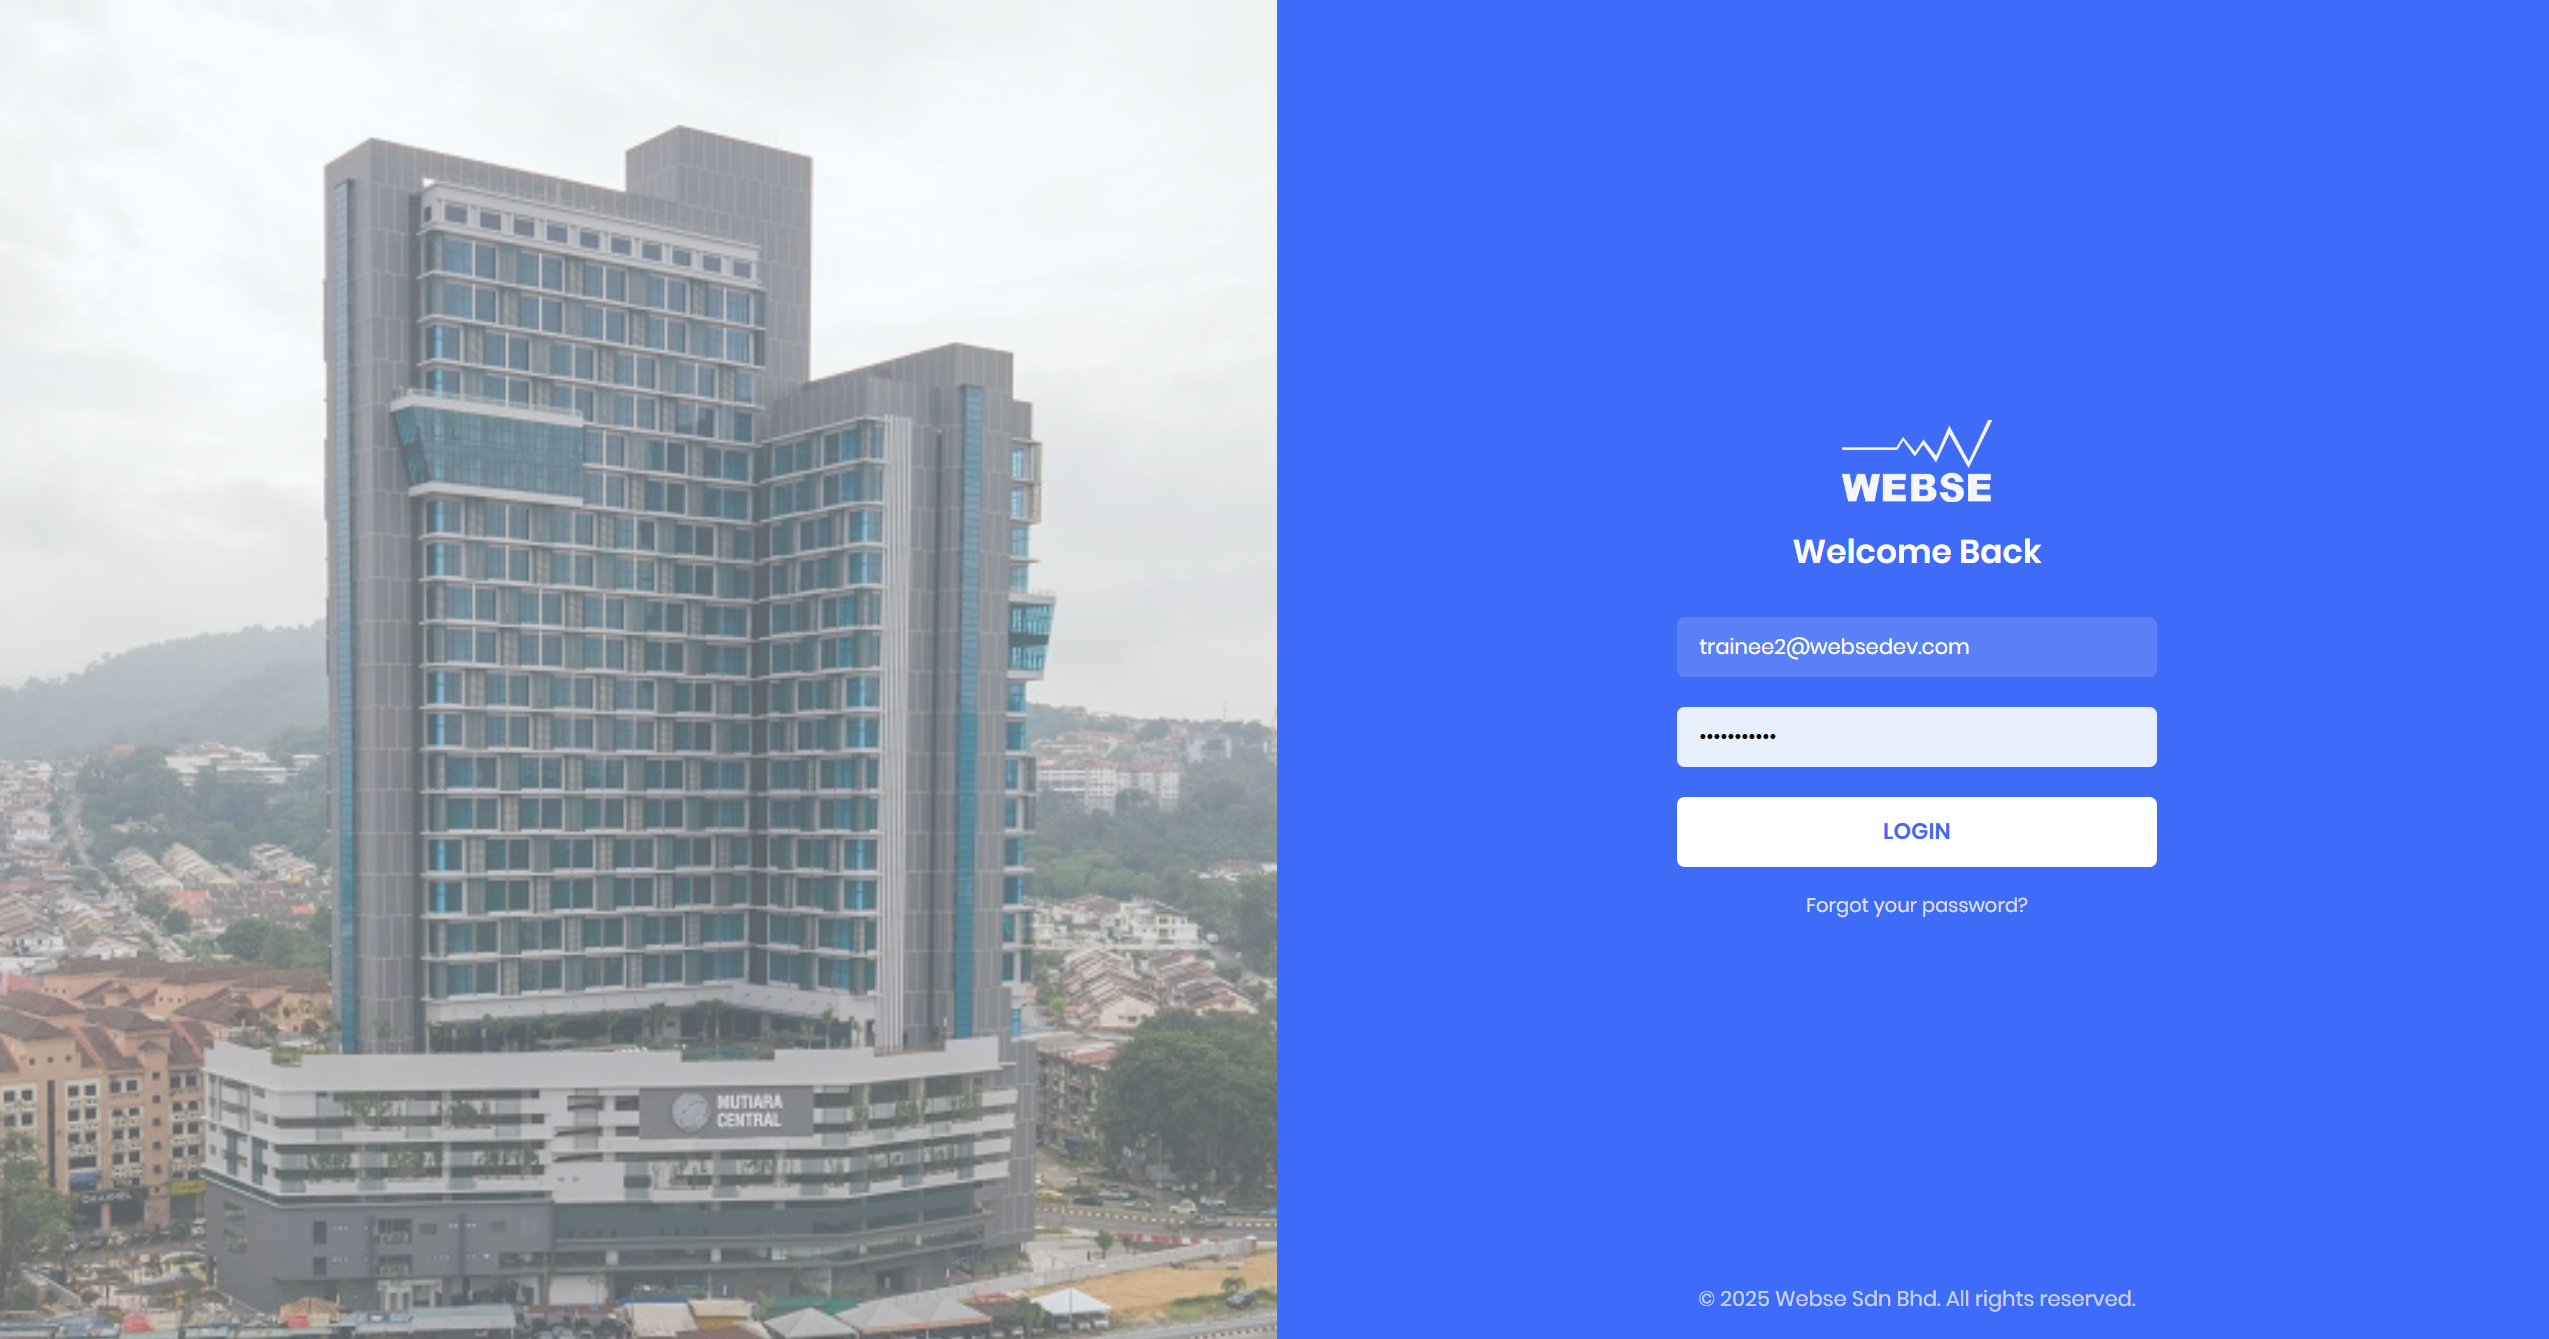 MUTIARA
CENTRAL
WEBSE
Welcome Back
trainee2@websedev.com
•••••••••••
LOGIN
Forgot your password?
© 2025 Webse Sdn Bhd. All rights reserved.